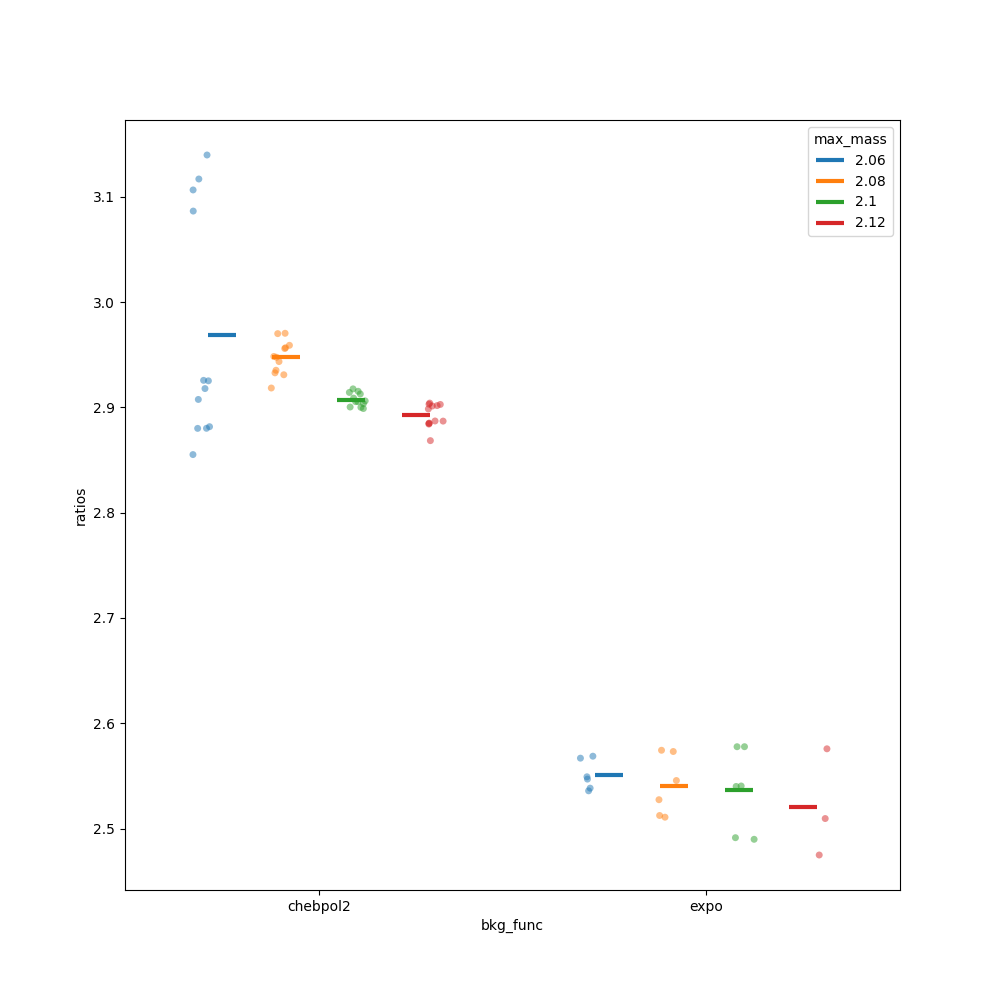 max_mass
2.06
2.08
2.1
2.12
3.1
3.0
2.9
2.8
2.7
2.6
2.5
ratios
chebpol2
expo
bkg_func